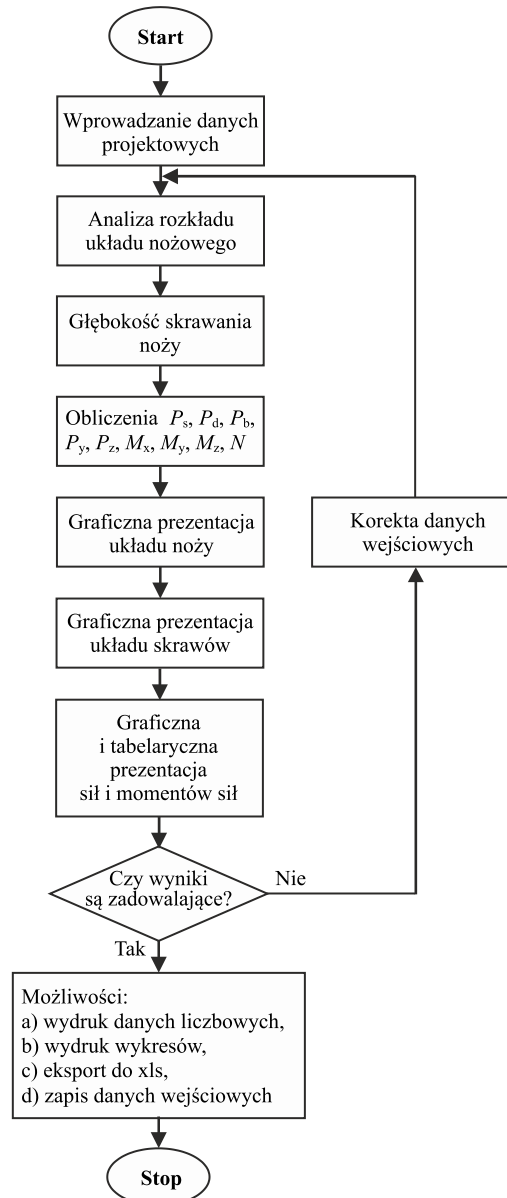 Start
Wprowadzanie danych
projektowych
Analiza rozkładu
układu nożowego
Głębokość skrawania
noży
Obliczenia Ps, Pd, Pb,
Py, Pz, Mx, My, Mz, N
Graficzna prezentacja
układu noży
Korekta danych
wejściowych
Graficzna prezentacja
układu skrawów
Graficzna
i tabelaryczna
prezentacja
sił i momentów sił
Czy wyniki
są zadowalające?
Nie
Tak
Możliwości:
a) wydruk danych liczbowych,
b) wydruk wykresów,
c) eksport do xls,
d) zapis danych wejściowych
Stop